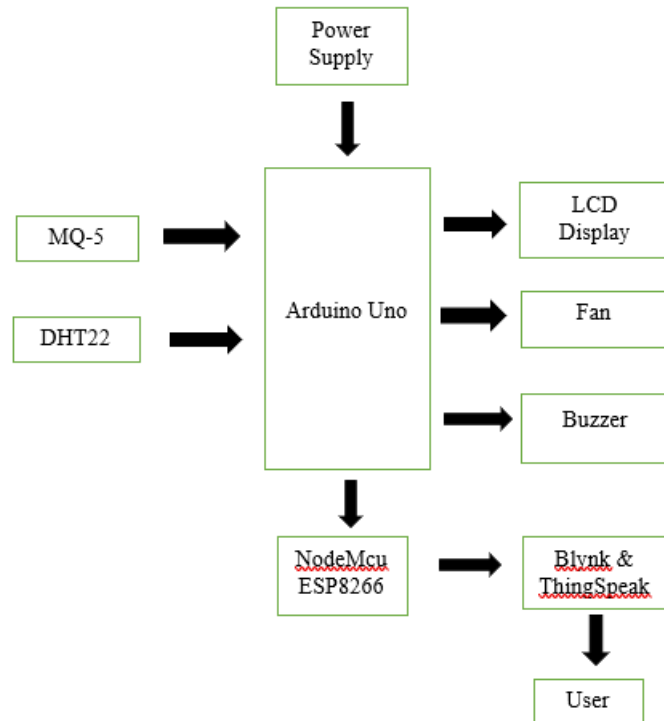 Power
Supply
MQ-5
DHT22
Arduino Uno
LCD
Display
Fan
Buzzer
NodeMcu
ESP8266
Blynk &
ThingSpeak
User